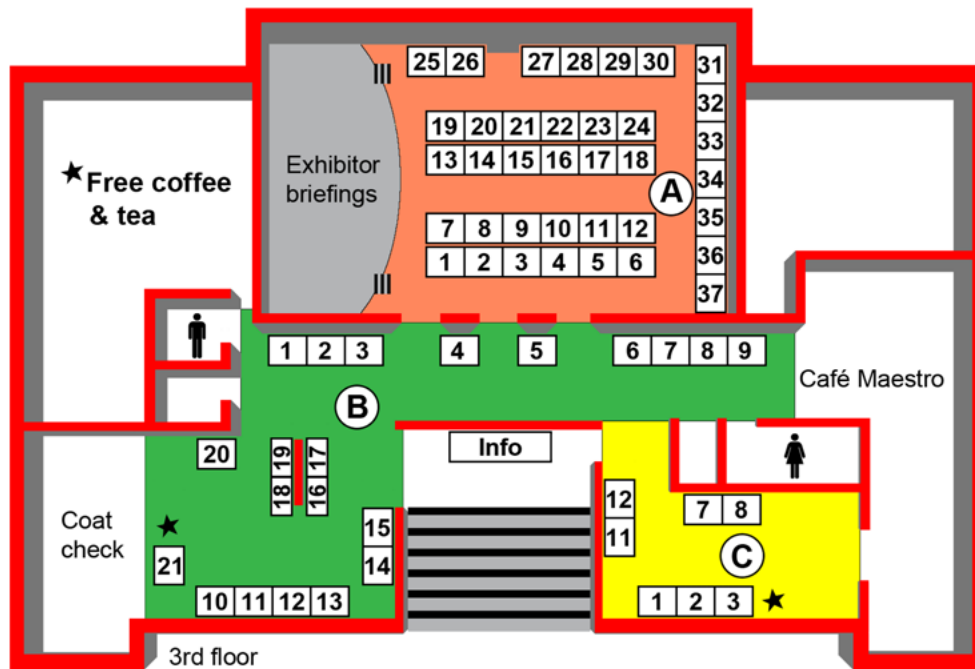 25 26 27 28 29 30 31
32
19 20 21 22 23 24 33
13 14 15 16 17 18 34
★ Free coffee
& tea
Exhibitor
briefings
A
35
7 8 9 10 11 12 36
1 2 3 4 5 6 37
1 2 3 4 5 6 7 8 9
Café Maestro
B
Info
20 19 17
18 16
12 7 8
11
15
14
Coat
check
21
C
10 11 12 13 1 2 3
3rd floor